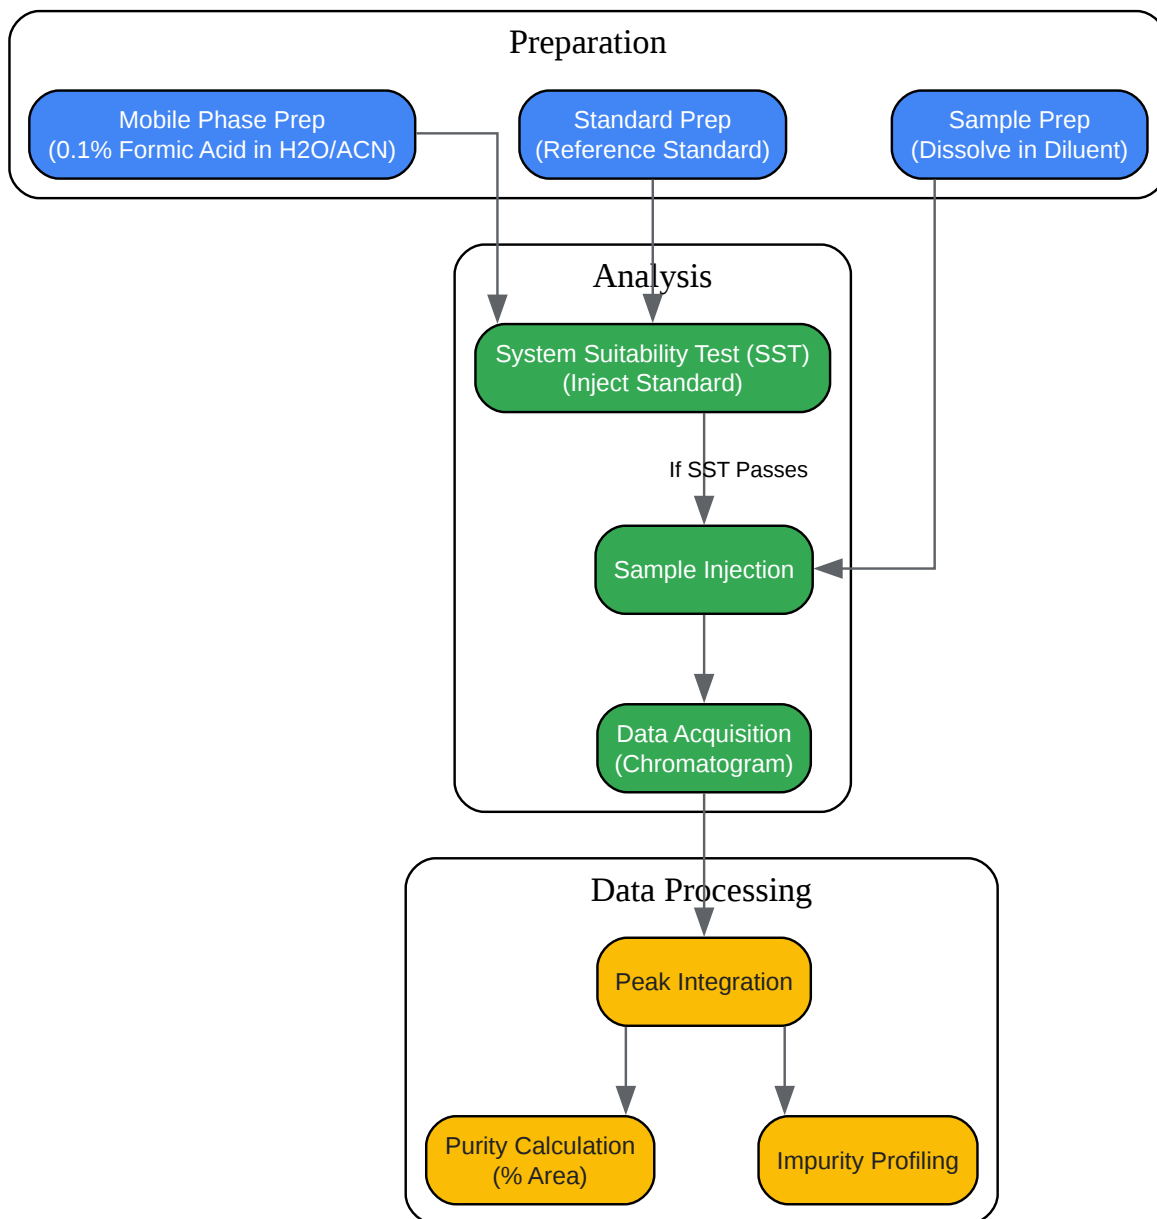 Preparation
Mobile Phase Prep
(0.1% Formic Acid in H2O/ACN)
Standard Prep
(Reference Standard)
Sample Prep
(Dissolve in Diluent)
Analysis
System Suitability Test (SST)
(Inject Standard)
If SST Passes
Sample Injection
Data Acquisition
(Chromatogram)
Data Processing
Peak Integration
Purity Calculation
(% Area)
Impurity Profiling